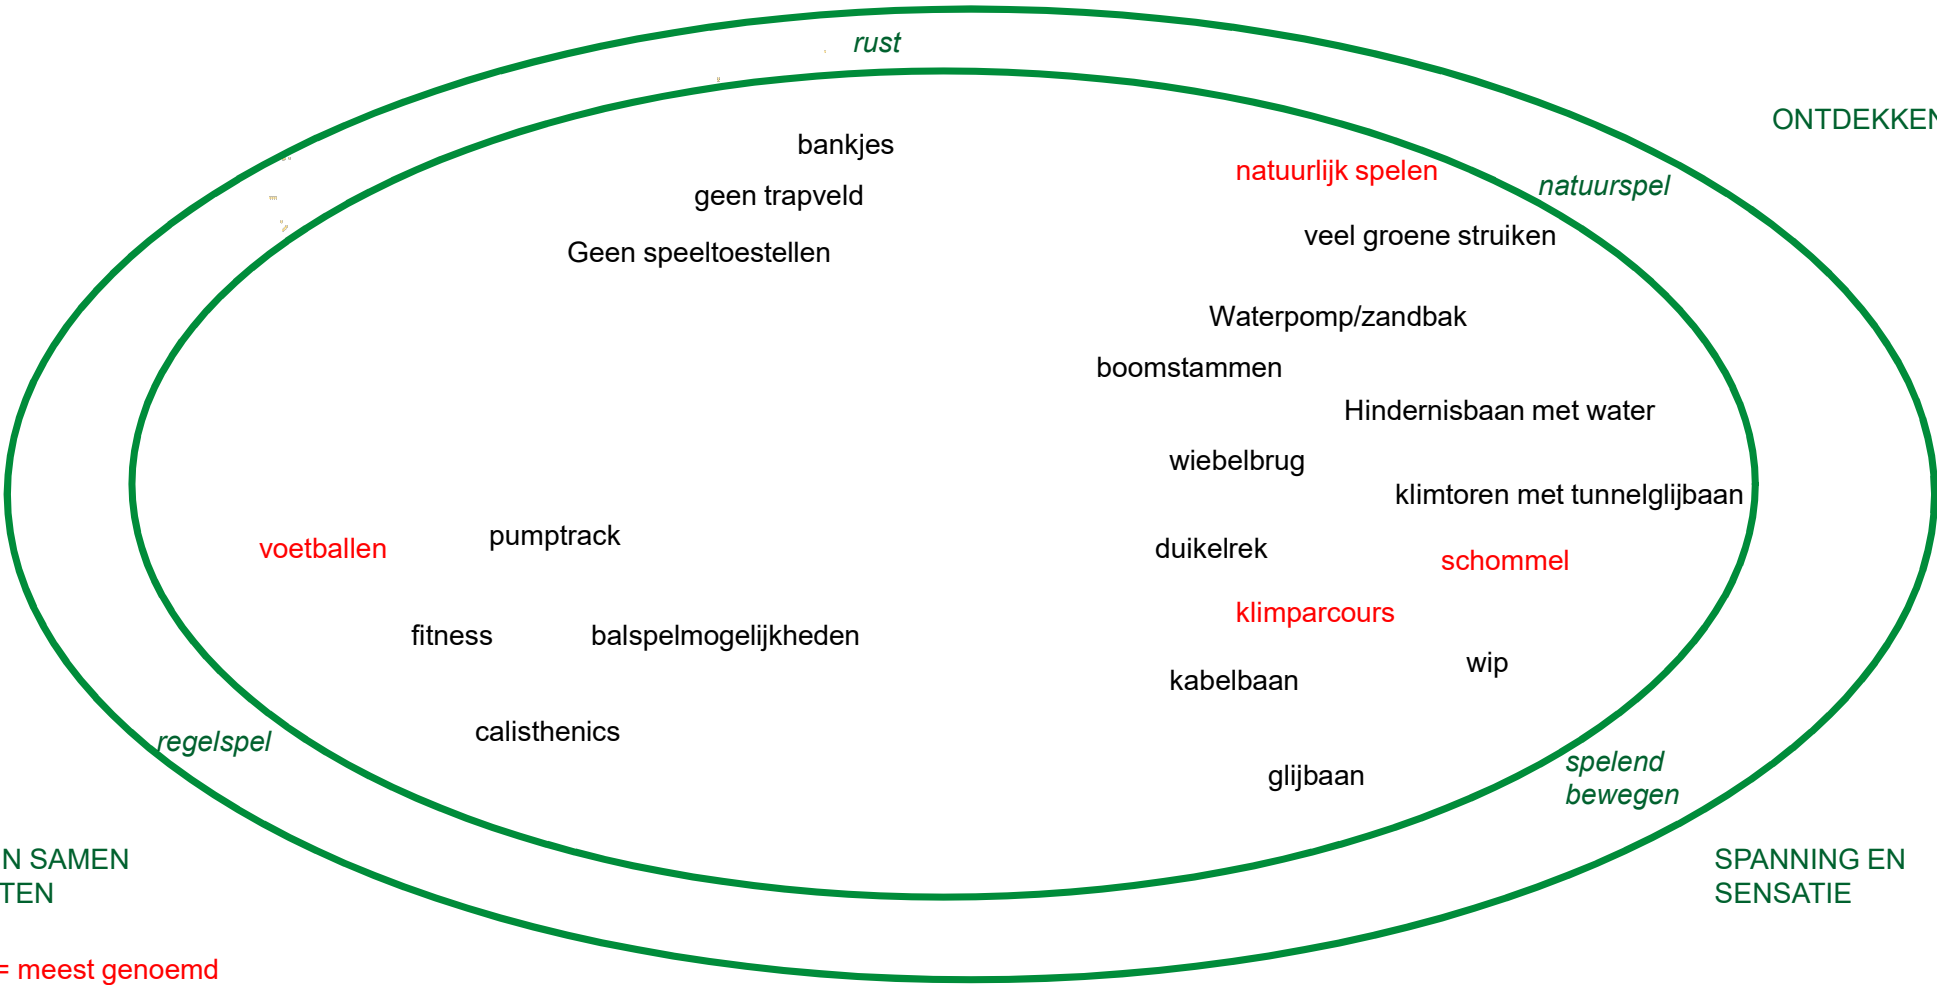 rust
ONTDEKKEN
bankjes
natuurlijk spelen
natuurspel
geen trapveld
veel groene struiken
Geen speeltoestellen
Waterpomp/zandbak
boomstammen
Hindernisbaan met water
wiebelbrug
klimtoren met tunnelglijbaan
pumptrack
voetballen
duikelrek
schommel
klimparcours
fitness
balspelmogelijkheden
wip
kabelbaan
calisthenics
regelspel
glijbaan
spelend
bewegen
N SAMEN
TEN
SPANNING EN
SENSATIE
= meest genoemd